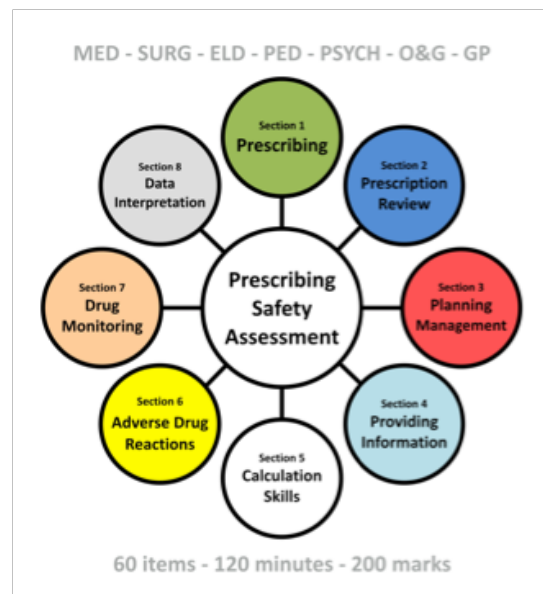 MED - SURG - ELD - PED - PSYCH - O&G - GP
Section 1
Prescribing
Section 2
Prescription
Review
Section 3
Planning
Management
Section 4
Providing
Information
Section 5
Calculation
Skills
Section 6
Adverse Drug
Reactions
Section 7
Drug
Monitoring
Section 8
Data
Interpretation
Prescribing
Safety
Assessment
60 items - 120 minutes - 200 marks